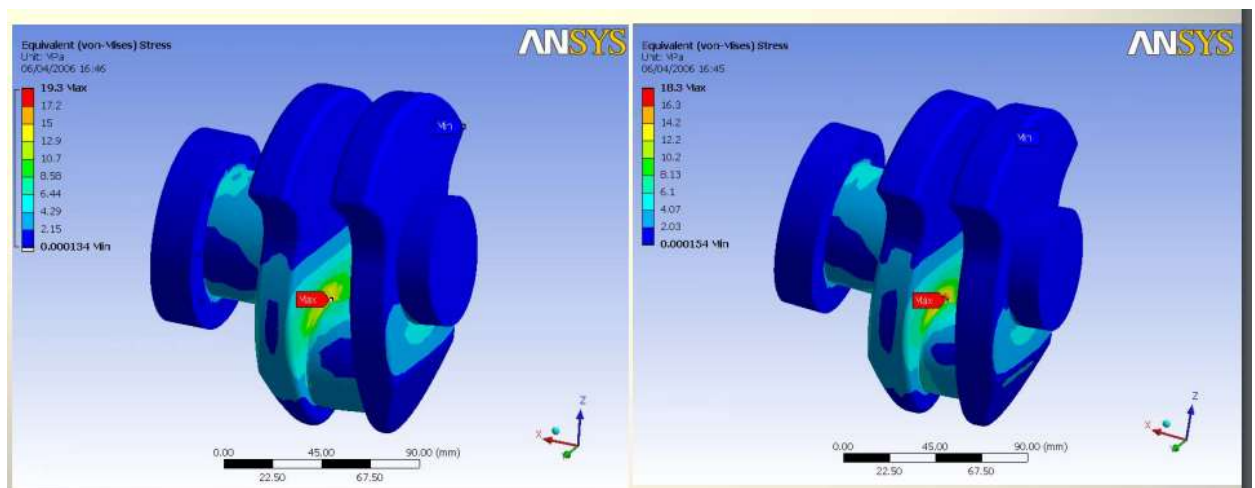 Equivalent (von-Mises) Stress
Unit: MPa
06/04/2006 16:46
ANSYS
19.3 Max
17.2
15
12.9
10.7
8.58
6.44
4.29
2.15
0.000134 Min
Min
Max
Z
X
0.00 45.00 90.00 (mm)
22.50 67.50
Equivalent (von-Mises) Stress
Unit: MPa
06/04/2006 16:45
ANSYS
18.3 Max
16.3
14.2
12.2
10.2
8.13
6.1
4.07
2.03
0.000154 Min
Min
Max
Z
X
0.00 45.00 90.00 (mm)
22.50 67.50